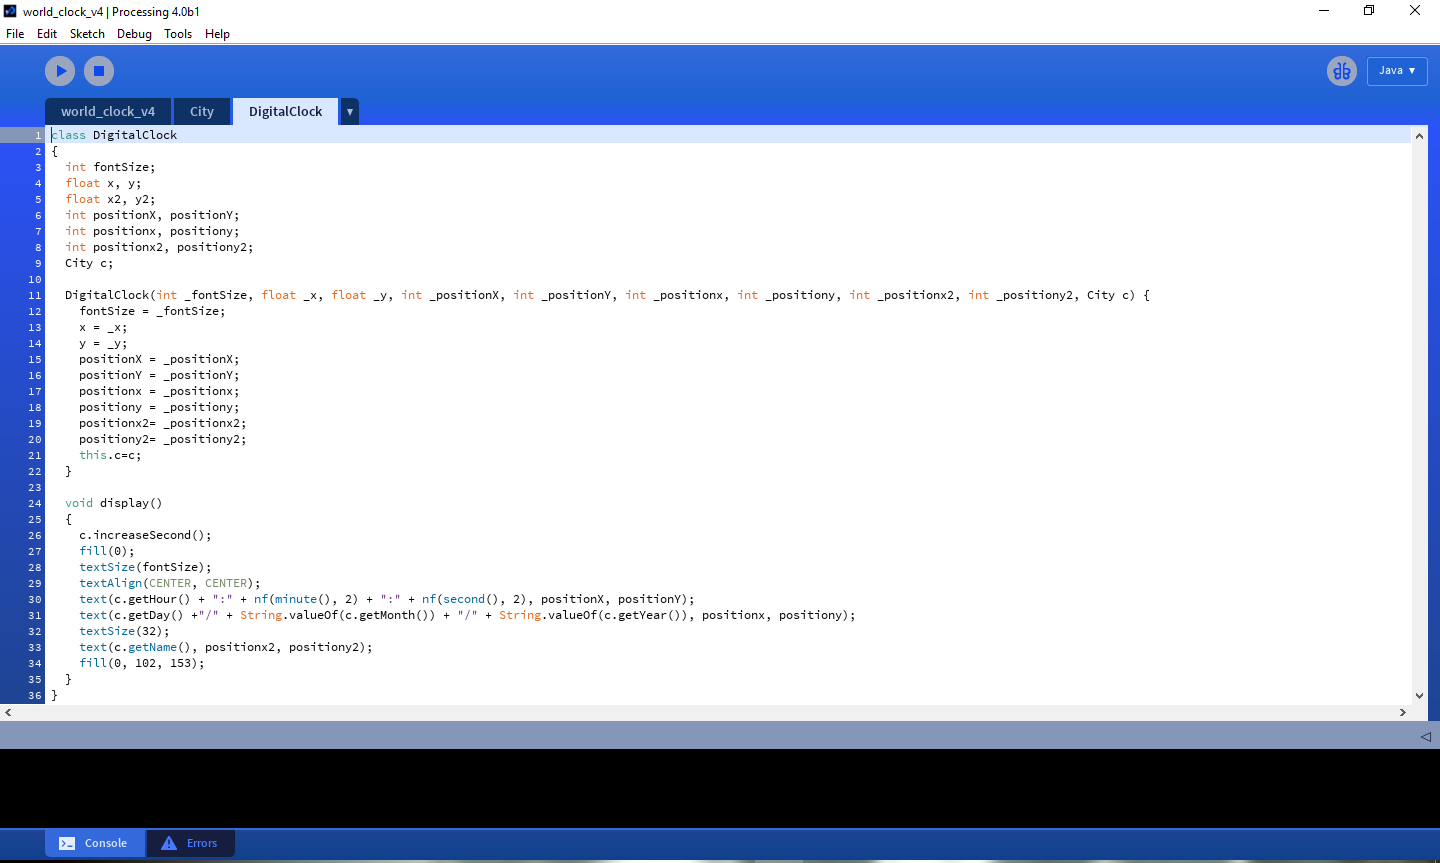 world_clock_v4 | Processing 4.0b1
File Edit Sketch Debug Tools Help
Java ▼
world_clock_v4 City DigitalClock ▼
1 class DigitalClock
2 {
3   int fontSize;
4   float x, y;
5   float x2, y2;
6   int positionX, positionY;
7   int positionx, positiony;
8   int positionx2, positiony2;
9   City c;
10
11   DigitalClock(int _fontSize, float _x, float _y, int _positionX, int _positionY, int _positionx, int _positiony, int _positionx2, int _positiony2, City c) {
12     fontSize = _fontSize;
13     x = _x;
14     y = _y;
15     positionX = _positionX;
16     positionY = _positionY;
17     positionx = _positionx;
18     positiony = _positiony;
19     positionx2= _positionx2;
20     positiony2= _positiony2;
21     this.c=c;
22   }
23
24   void display()
25   {
26     c.increaseSecond();
27     fill(0);
28     textSize(fontSize);
29     textAlign(CENTER, CENTER);
30     text(c.getHour() + ":" + nf(minute(), 2) + ":" + nf(second(), 2), positionX, positionY);
31     text(c.getDay() +"/" + String.valueOf(c.getMonth()) + "/" + String.valueOf(c.getYear()), positionx, positiony);
32     textSize(32);
33     text(c.getName(), positionx2, positiony2);
34     fill(0, 102, 153);
35   }
36 }
Console Errors